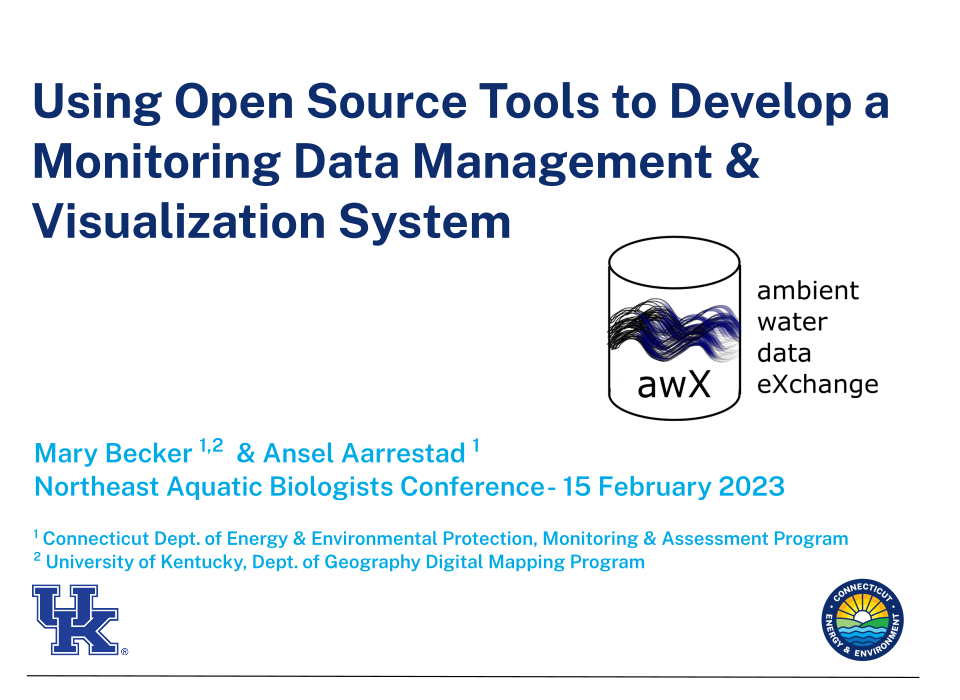 Using Open Source Tools to Develop a
Monitoring Data Management &
Visualization System
ambient
water
data
eXchange
awX
Mary Becker 1,2 & Ansel Aarrestad 1
Northeast Aquatic Biologists Conference- 15 February 2023
1 Connecticut Dept. of Energy & Environmental Protection, Monitoring & Assessment Program
2 University of Kentucky, Dept. of Geography Digital Mapping Program
UK®
CONNECTICUT
ENERGY & ENVIRONMENT